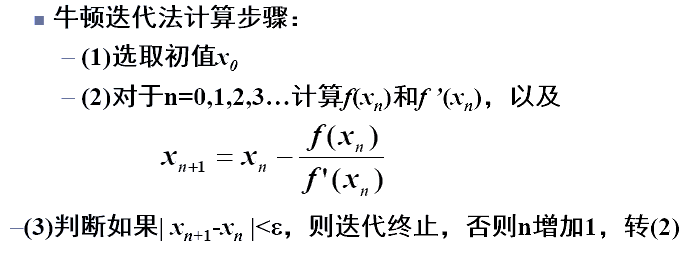 牛顿迭代法计算步骤：
–(1)选取初值x₀
–(2)对于n=0,1,2,3…计算f(xₙ)和f ’(xₙ)，以及
xₙ₊₁ = xₙ - f(xₙ) / f'(xₙ)
–(3)判断如果| xₙ₊₁-xₙ |<ε，则迭代终止，否则n增加1，转(2)